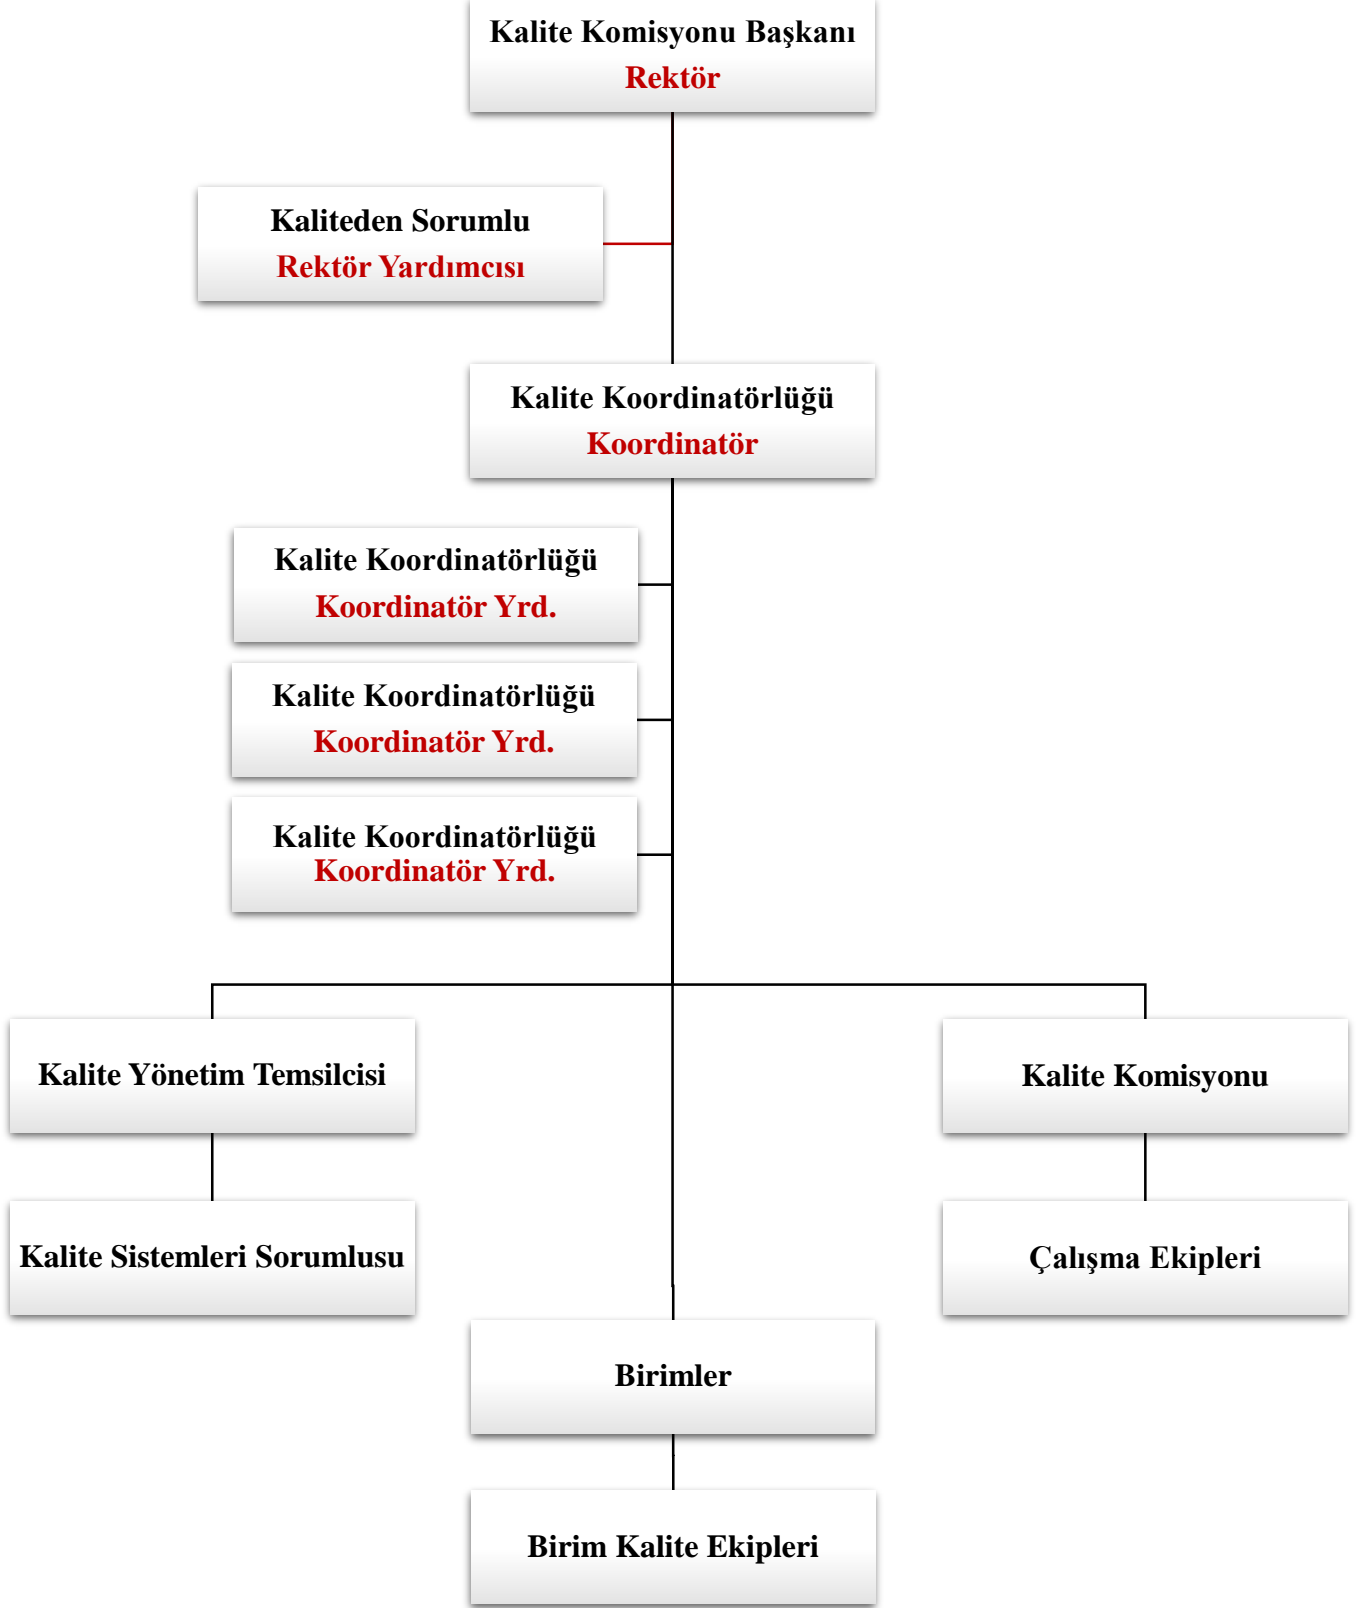 Kalite Komisyonu Başkanı
Rektör
Kaliteden Sorumlu
Rektör Yardımcısı
Kalite Koordinatörlüğü
Koordinatör
Kalite Koordinatörlüğü
Koordinatör Yrd.
Kalite Koordinatörlüğü
Koordinatör Yrd.
Kalite Koordinatörlüğü
Koordinatör Yrd.
Kalite Yönetim Temsilcisi
Kalite Komisyonu
Kalite Sistemleri Sorumlusu
Çalışma Ekipleri
Birimler
Birim Kalite Ekipleri